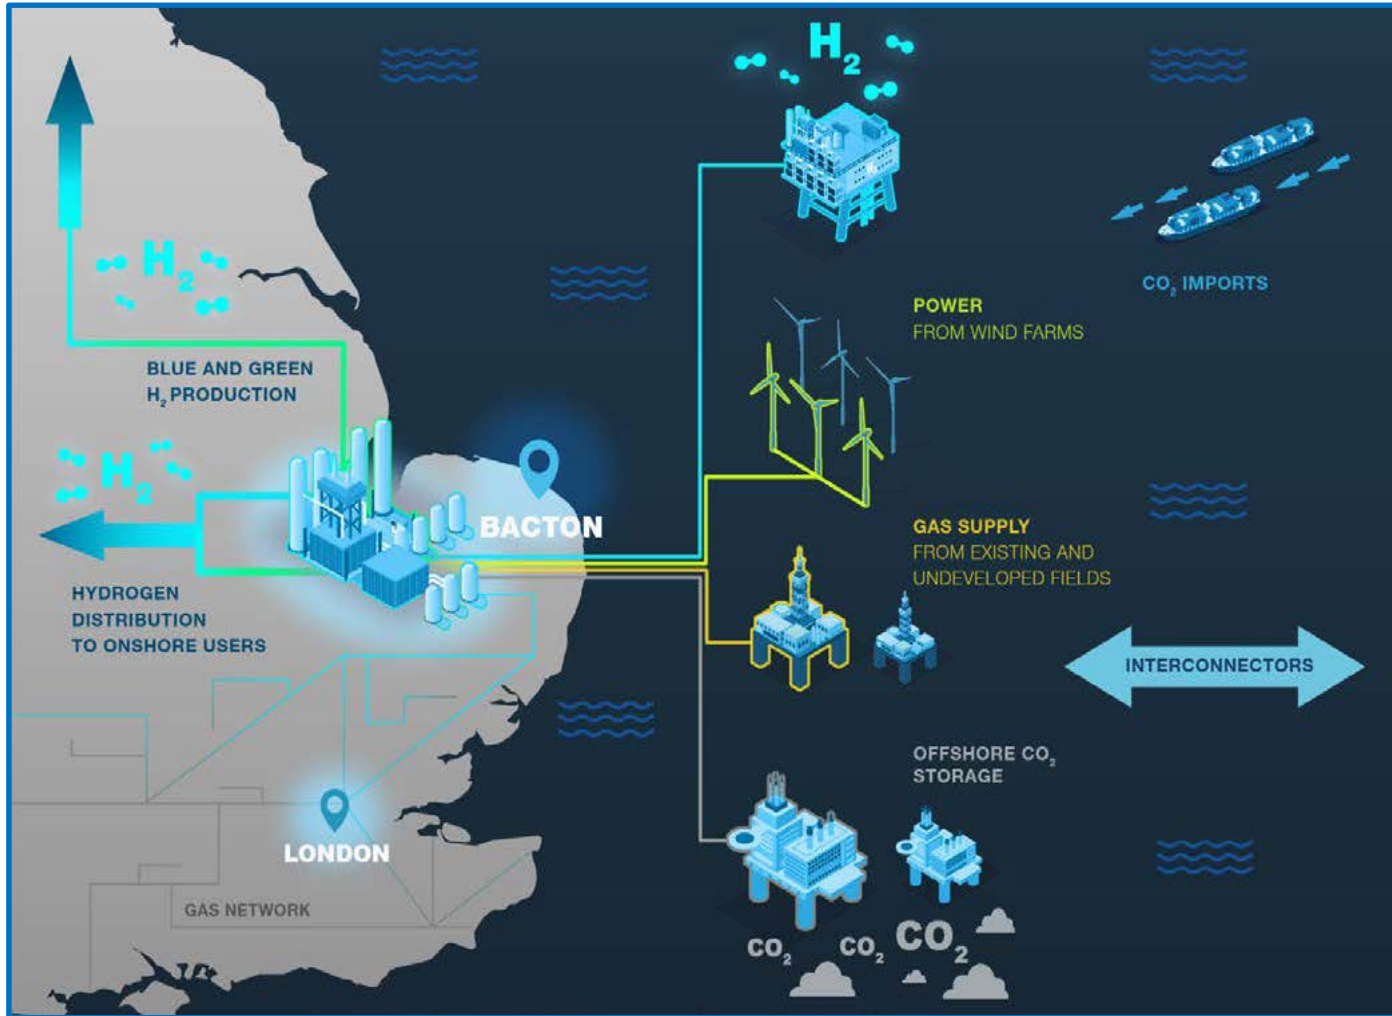 H₂
CO₂ IMPORTS
H₂
POWER
FROM WIND FARMS
BLUE AND GREEN
H₂ PRODUCTION
H₂
BACTON
GAS SUPPLY
FROM EXISTING AND
UNDEVELOPED FIELDS
HYDROGEN
DISTRIBUTION
TO ONSHORE USERS
INTERCONNECTORS
OFFSHORE CO₂
STORAGE
LONDON
GAS NETWORK
CO₂
CO₂
CO₂